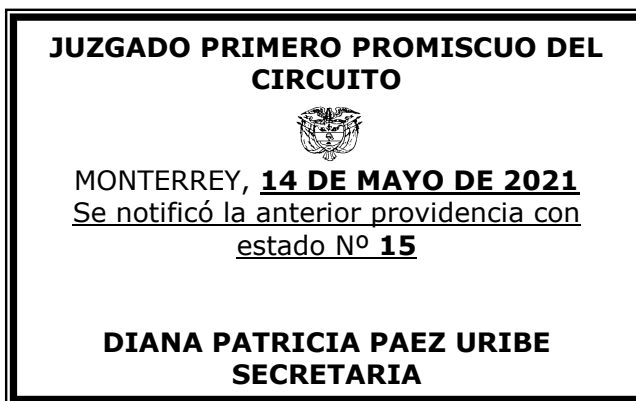 JUZGADO PRIMERO PROMISCUO DEL
CIRCUITO
MONTERREY, 14 DE MAYO DE 2021
Se notificó la anterior providencia con
estado Nº 15
DIANA PATRICIA PAEZ URIBE
SECRETARIA